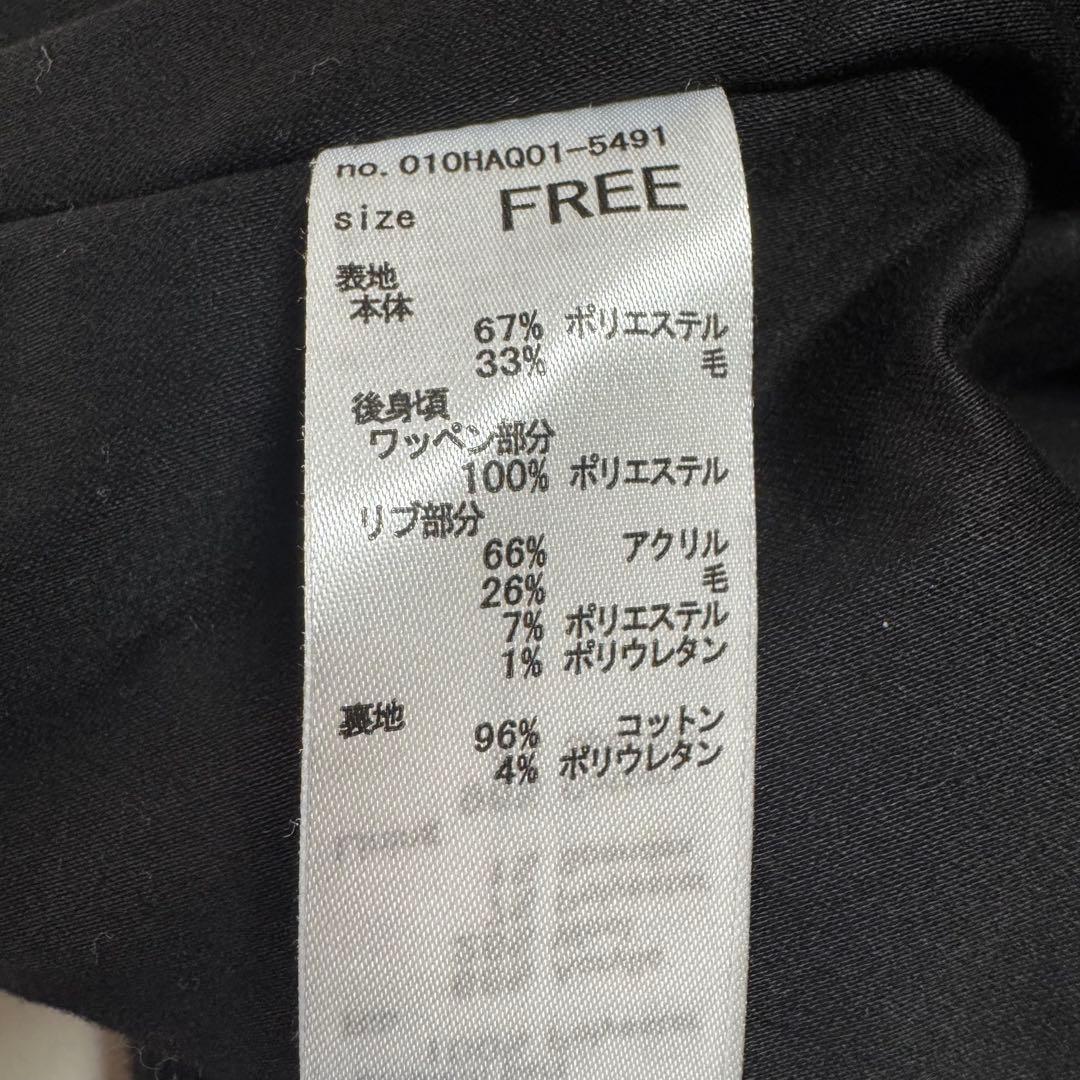 no. 010HAQ01-5491
size FREE
表地
本体
67% ポリエステル
33% 毛
後身頃
ワッペン部分
100% ポリエステル
リブ部分
66% アクリル
26% 毛
7% ポリエステル
1% ポリウレタン
裏地
96% コットン
4% ポリウレタン